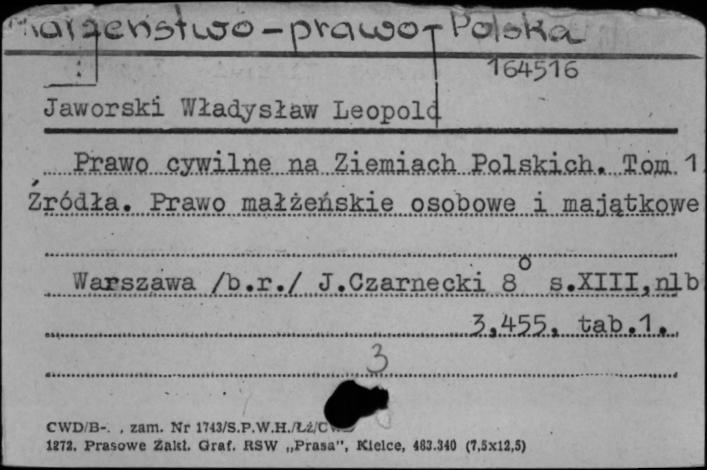 małżeństwo - prawo - Polska
164516
Jaworski Władysław Leopold
Prawo cywilne na Ziemiach Polskich. Tom 1
Źródła. Prawo małżeńskie osobowe i majątkowe
Warszawa /b.r./ J.Czarnecki 8° s.XIII,nlb
3,455, tab.1.
3
CWD/B-. , zam. Nr 1743/S.P.W.H./Łż/
1272. Prasowe Zakł. Graf. RSW „Prasa", Kielce, 463.340 (7,5x12,5)